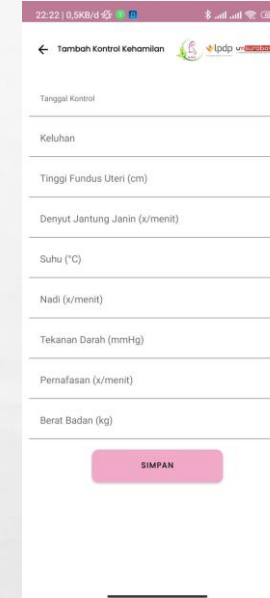 22:22 | 0,5KB/d
Tambah Kontrol Kehamilan
lpdp
Tanggal Kontrol
Keluhan
Tinggi Fundus Uteri (cm)
Denyut Jantung Janin (x/menit)
Suhu (°C)
Nadi (x/menit)
Tekanan Darah (mmHg)
Pernafasan (x/menit)
Berat Badan (kg)
SIMPAN